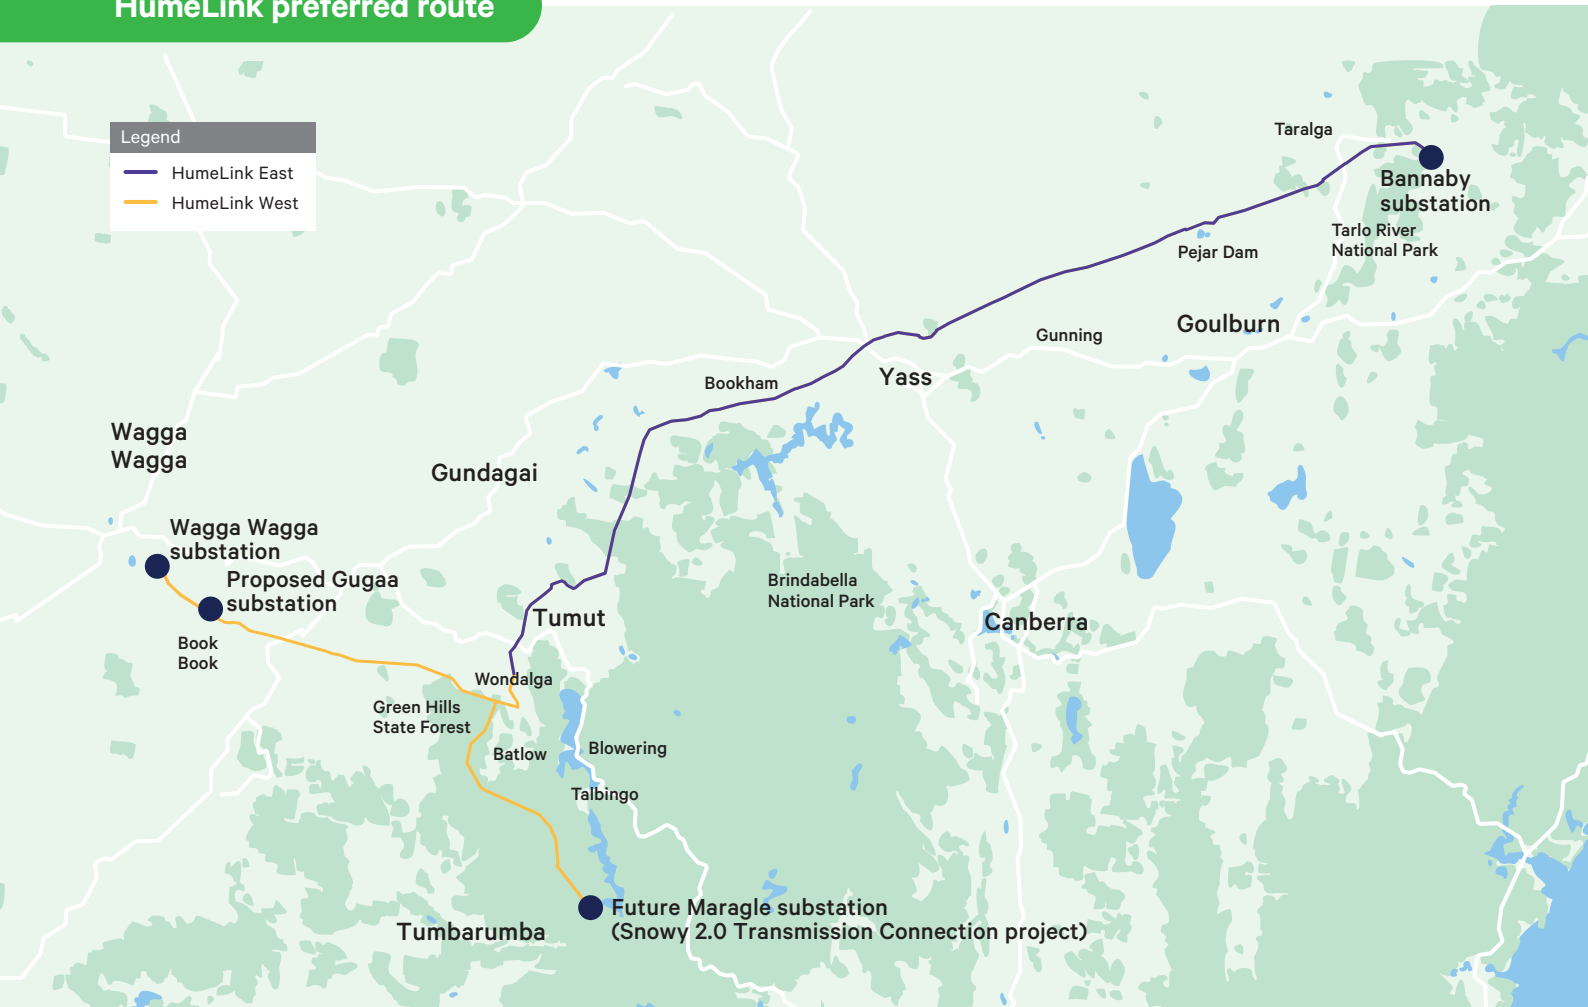 HumeLink preferred route
Legend
HumeLink East
HumeLink West
Taralga
Bannaby
substation
Tarlo River
National Park
Pejar Dam
Goulburn
Gunning
Yass
Bookham
Wagga
Wagga
Gundagai
Wagga Wagga
substation
Proposed Gugaa
substation
Book
Book
Brindabella
National Park
Tumut
Canberra
Wondalga
Green Hills
State Forest
Batlow
Blowering
Talbingo
Future Maragle substation
(Snowy 2.0 Transmission Connection project)
Tumbarumba